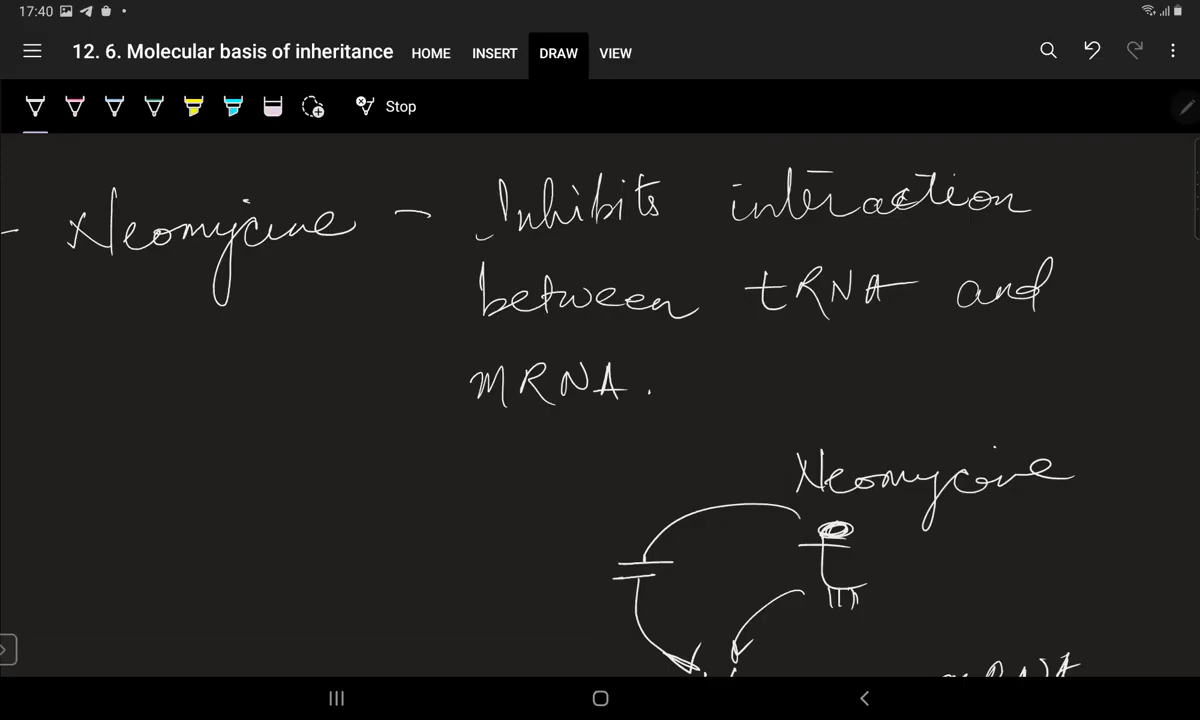 17:40
12. 6. Molecular basis of inheritance HOME INSERT DRAW VIEW
Stop
- Neomycine - Inhibits interaction
between tRNA and
mRNA.
Neomycine
mRNA